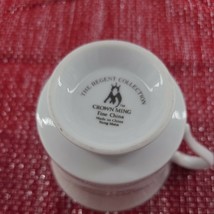 THE REGENT COLLECTION
CROWN MING
Fine China
Made in China